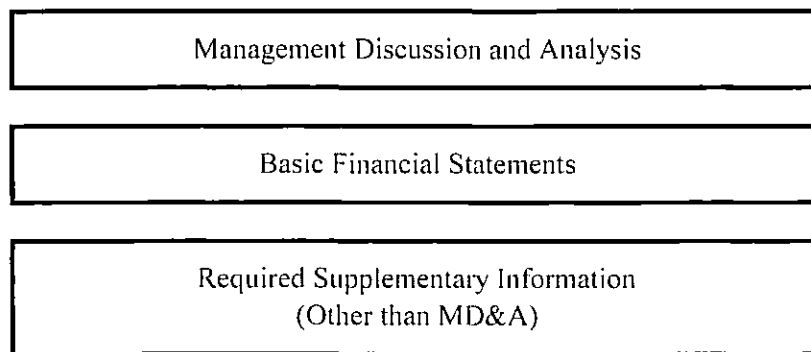 Management Discussion and Analysis
Basic Financial Statements
Required Supplementary Information
(Other than MD&A)